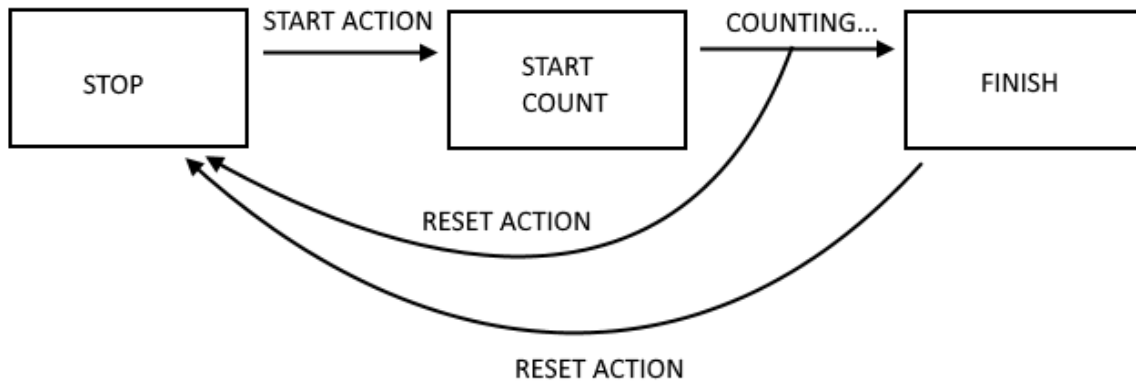 START ACTION
COUNTING...
STOP
START
COUNT
FINISH
RESET ACTION
RESET ACTION